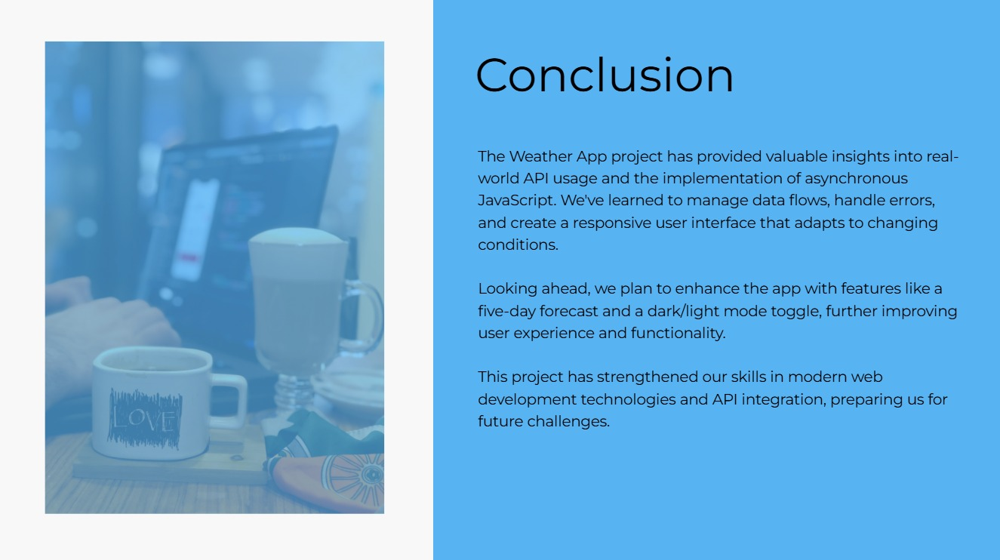 Conclusion
The Weather App project has provided valuable insights into real-
world API usage and the implementation of asynchronous
JavaScript. We've learned to manage data flows, handle errors,
and create a responsive user interface that adapts to changing
conditions.
Looking ahead, we plan to enhance the app with features like a
five-day forecast and a dark/light mode toggle, further improving
user experience and functionality.
This project has strengthened our skills in modern web
development technologies and API integration, preparing us for
future challenges.
LOVE